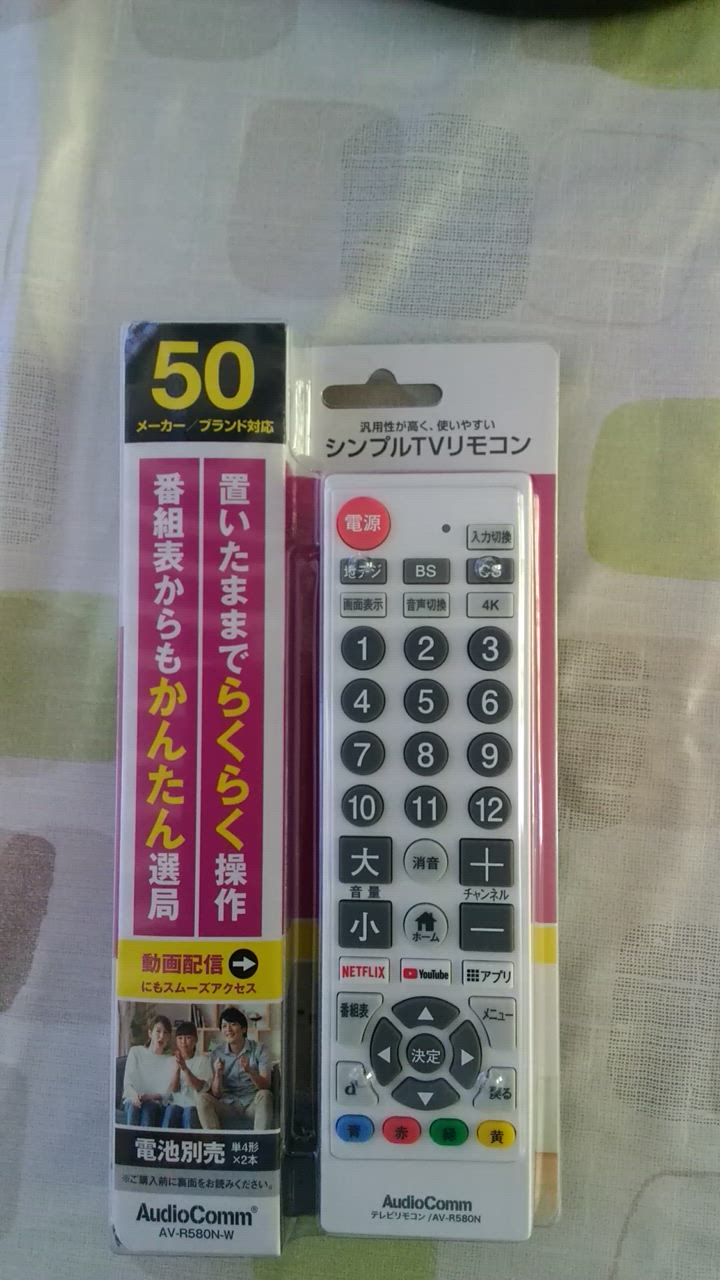 50
メーカー/ブランド対応
置いたままでらくらく操作
番組表からもかんたん選局
動画配信
にもスムーズアクセス
電池別売 単4形×2本
※ご購入前に裏面をお読みください。
AudioComm®
AV-R580N-W
汎用性が高く、使いやすい
シンプルTVリモコン
電源
入力切換
地デジ BS CS
画面表示 音声切換 4K
1 2 3
4 5 6
7 8 9
10 11 12
大 消音 +
音量 チャンネル
小 ホーム −
NETFLIX YouTube アプリ
番組表 メニュー
決定
d 戻る
青 赤 緑 黄
AudioComm
テレビリモコン/AV-R580N